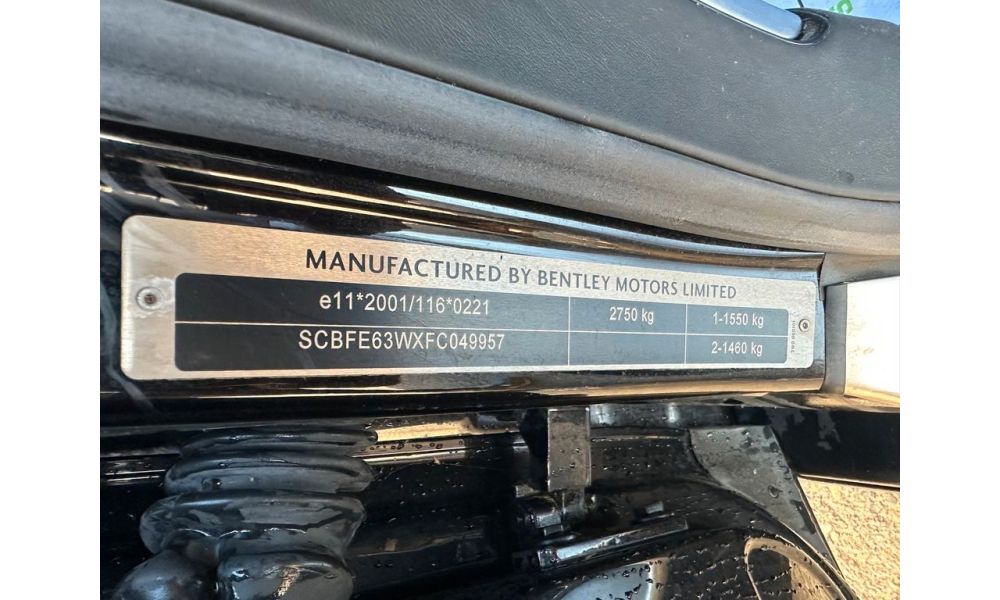 MANUFACTURED BY BENTLEY MOTORS LIMITED
e11*2001/116*0221 2750 kg 1-1550 kg
SCBFE63WXFC049957 2-1460 kg